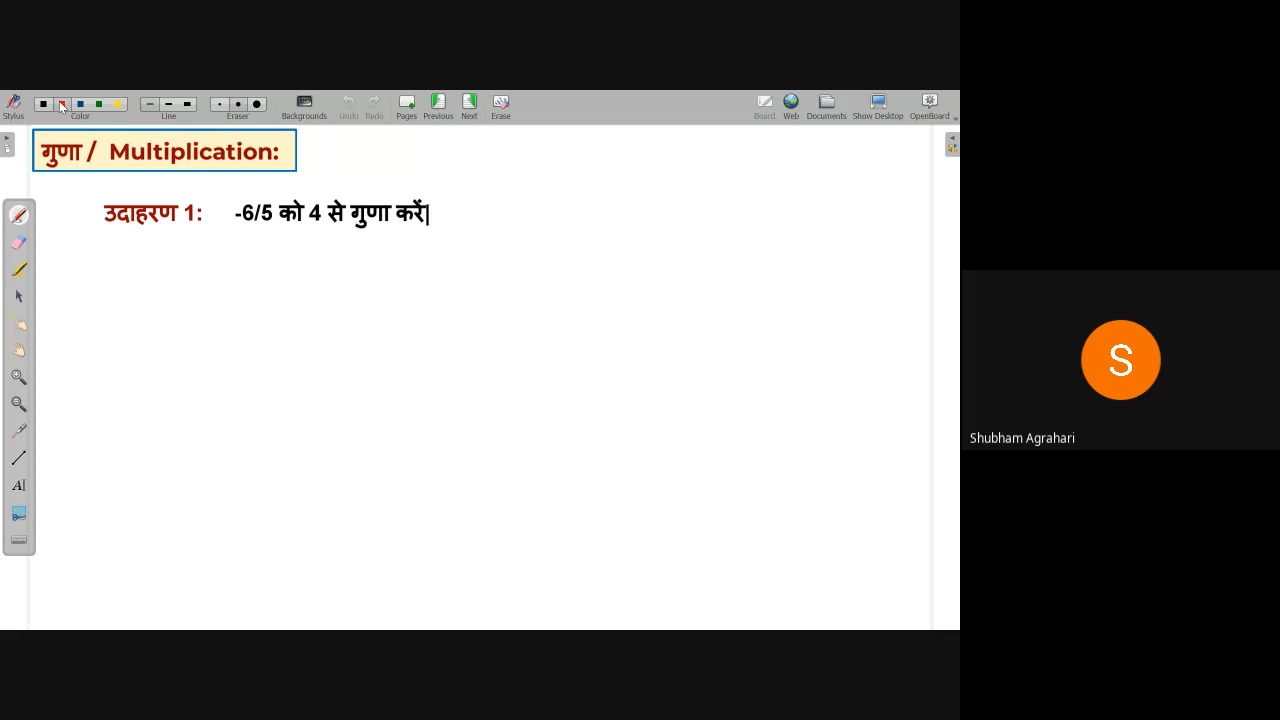 Stylus
Color
Line
Eraser
Backgrounds
Undo
Redo
Pages
Previous
Next
Erase
Board
Web
Documents
Show Desktop
OpenBoard
गुणा / Multiplication:
उदाहरण 1: -6/5 को 4 से गुणा करें|
S
Shubham Agrahari